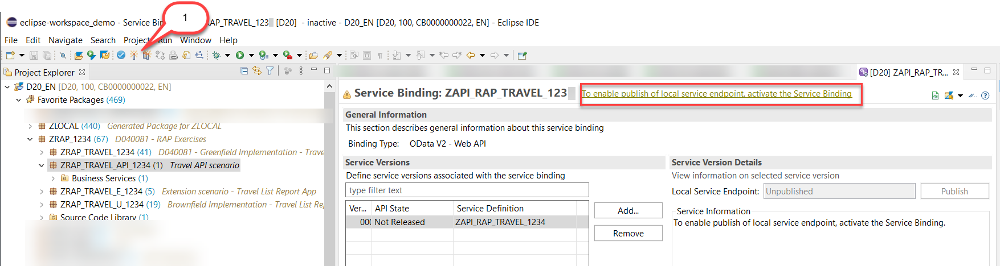 1
eclipse-workspace_demo - Service Bin RAP_TRAVEL_123 [D20] - inactive - D20_EN [D20, 100, CB0000000022, EN] - Eclipse IDE
File Edit Navigate Search Project Run Window Help
Project Explorer
[D20] ZAPI_RAP_TR...
D20_EN [D20, 100, CB0000000022, EN]
Favorite Packages (469)
ZLOCAL (440) Generated Package for ZLOCAL
ZRAP_1234 (67) D040081 - RAP Exercises
ZRAP_TRAVEL_1234 (41) D040081 - Greenfield Implementation - Trave
ZRAP_TRAVEL_API_1234 (1) Travel API scenario
Business Services (1)
ZRAP_TRAVEL_E_1234 (5) Extension scenario - Travel List Report App
ZRAP_TRAVEL_U_1234 (19) Brownfield Implementation - Travel List Re
Source Code Library (1)
Service Binding: ZAPI_RAP_TRAVEL_123 To enable publish of local service endpoint, activate the Service Binding
General Information
This section describes general information about this service binding
Binding Type: OData V2 - Web API
Service Versions
Define service versions associated with the service binding
type filter text
Ver... API State Service Definition
000 Not Released ZAPI_RAP_TRAVEL_1234
Add...
Remove
Service Version Details
View information on selected service version
Local Service Endpoint: Unpublished Publish
Service Information
To enable publish of local service endpoint, activate the Service Binding.